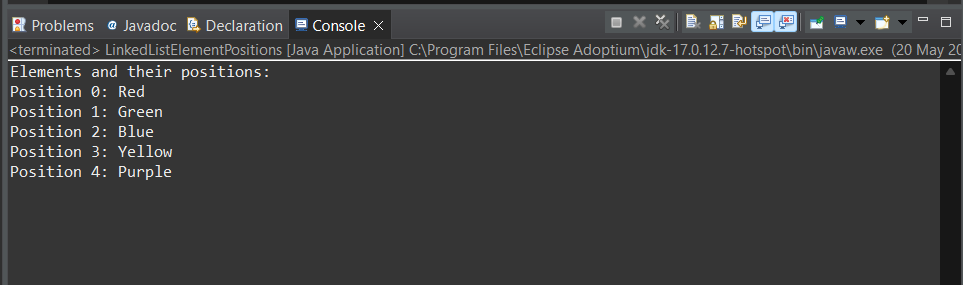 Problems Javadoc Declaration Console
<terminated> LinkedListElementPositions [Java Application] C:\Program Files\Eclipse Adoptium\jdk-17.0.12.7-hotspot\bin\javaw.exe (20 May 20
Elements and their positions:
Position 0: Red
Position 1: Green
Position 2: Blue
Position 3: Yellow
Position 4: Purple